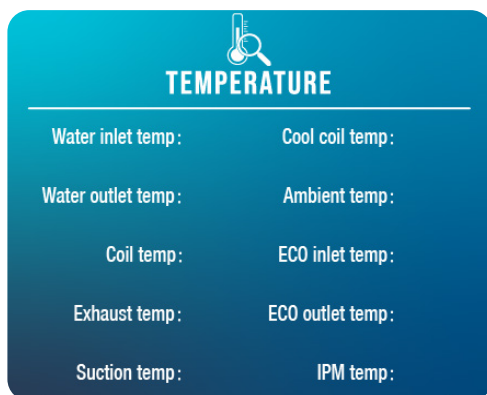 TEMPERATURE
Water inlet temp:
Cool coil temp:
Water outlet temp:
Ambient temp:
Coil temp:
ECO inlet temp:
Exhaust temp:
ECO outlet temp:
Suction temp:
IPM temp: